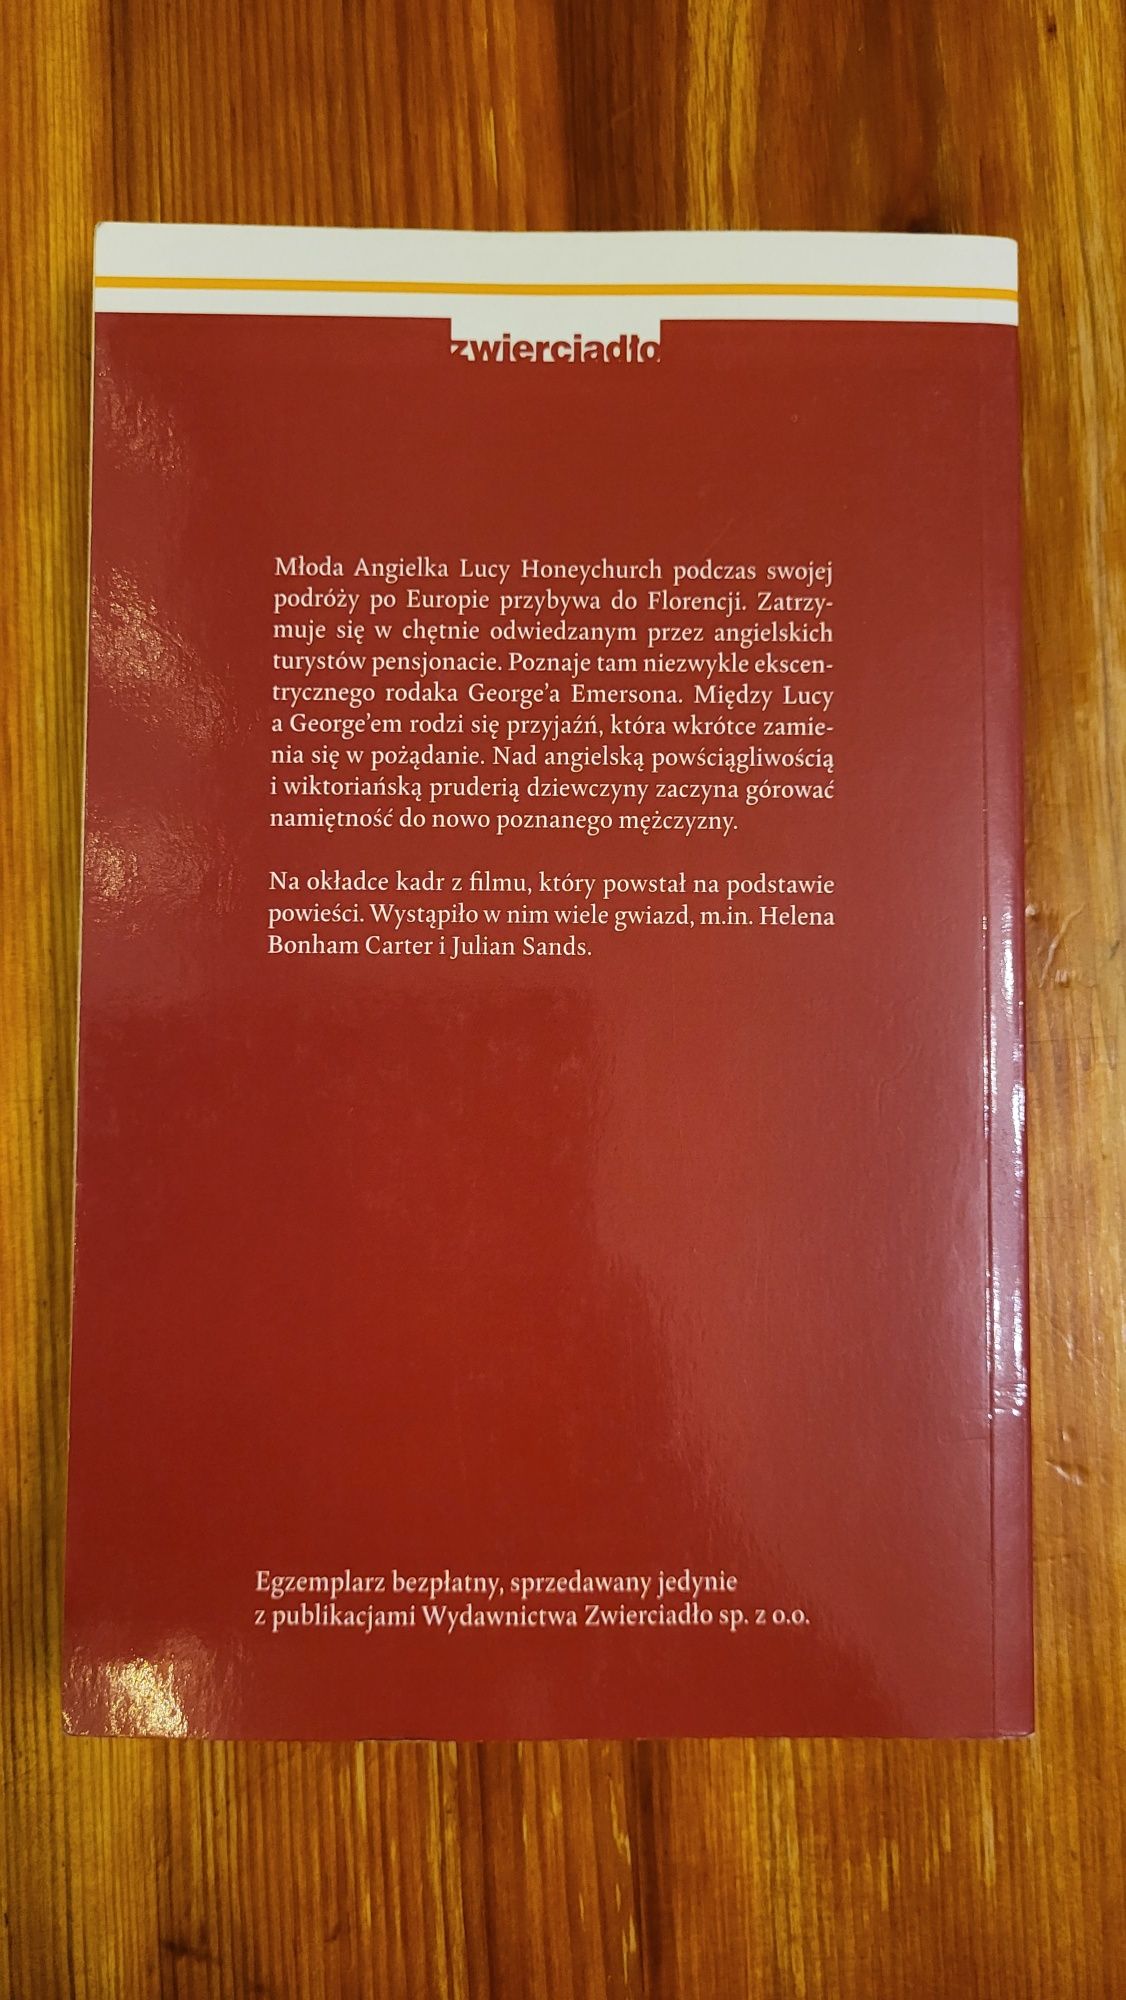 zwierciadło
Młoda Angielka Lucy Honeychurch podczas swojej
podróży po Europie przybywa do Florencji. Zatrzy-
muje się w chętnie odwiedzanym przez angielskich
turystów pensjonacie. Poznaje tam niezwykle ekscen-
trycznego rodaka George’a Emersona. Między Lucy
a George’em rodzi się przyjaźń, która wkrótce zamie-
nia się w pożądanie. Nad angielską powściągliwością
i wiktoriańską pruderią dziewczyny zaczyna górować
namiętność do nowo poznanego mężczyzny.
Na okładce kadr z filmu, który powstał na podstawie
powieści. Wystąpiło w nim wiele gwiazd, m.in. Helena
Bonham Carter i Julian Sands.
Egzemplarz bezpłatny, sprzedawany jedynie
z publikacjami Wydawnictwa Zwierciadło sp. z o.o.